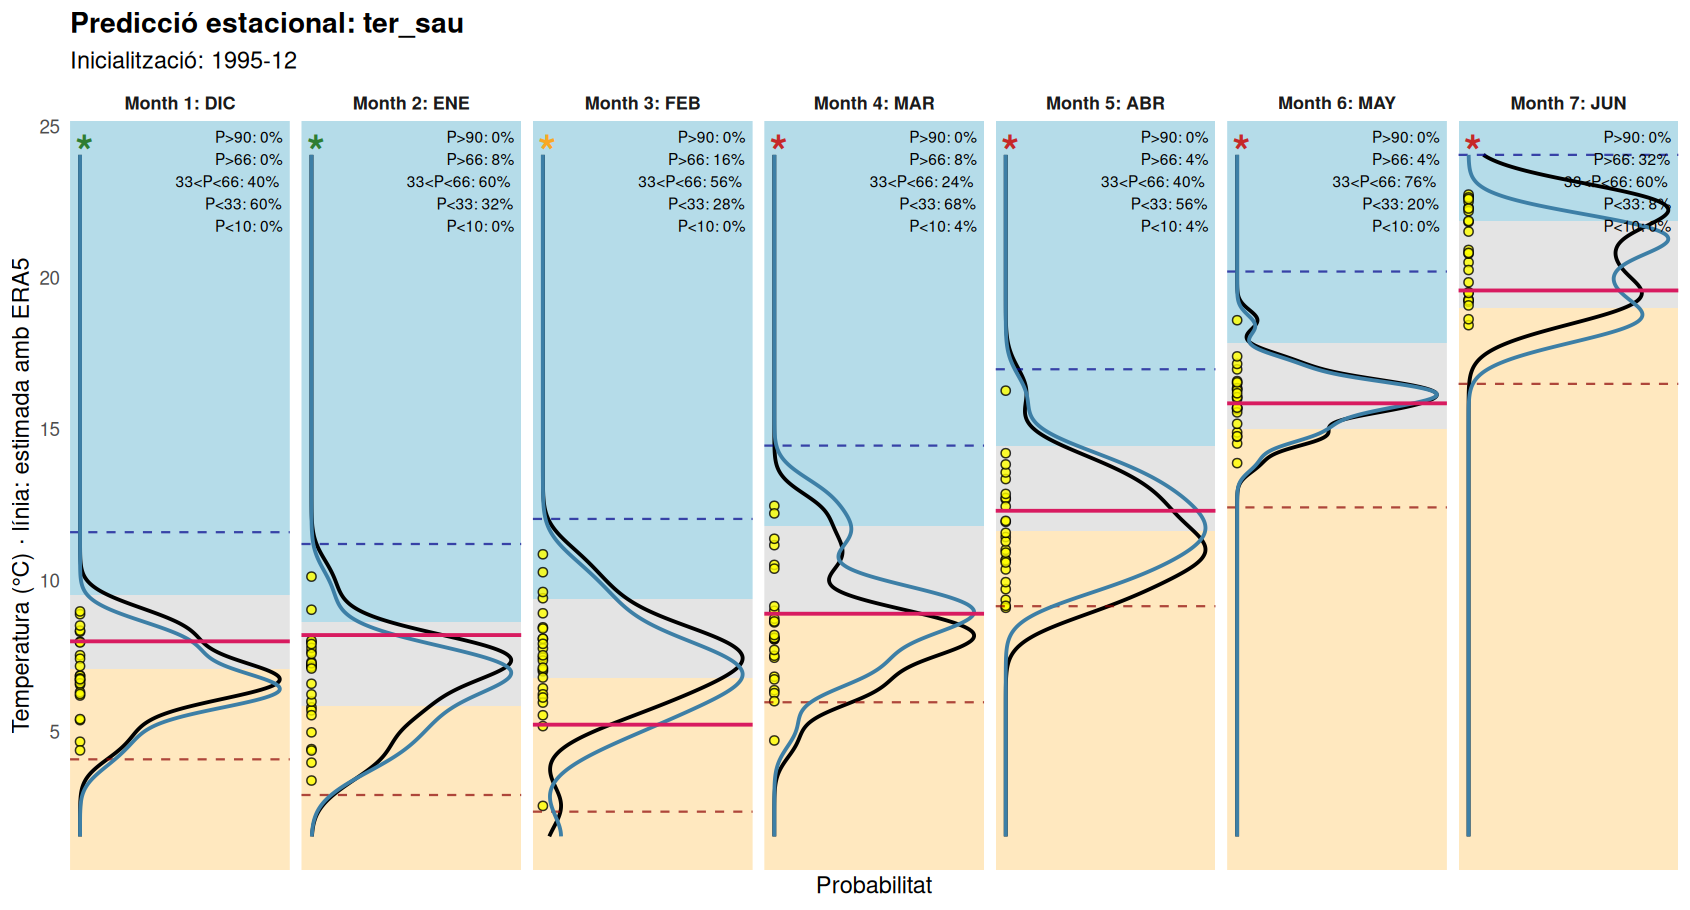 Predicció estacional: ter_sau
Inicialització: 1995-12
Month 1: DIC
Month 2: ENE
Month 3: FEB
Month 4: MAR
Month 5: ABR
Month 6: MAY
Month 7: JUN
P>90: 0%
P>66: 0%
33<P<66: 40%
P<33: 60%
P<10: 0%
P>90: 0%
P>66: 8%
33<P<66: 60%
P<33: 32%
P<10: 0%
P>90: 0%
P>66: 16%
33<P<66: 56%
P<33: 28%
P<10: 0%
P>90: 0%
P>66: 8%
33<P<66: 24%
P<33: 68%
P<10: 4%
P>90: 0%
P>66: 4%
33<P<66: 40%
P<33: 56%
P<10: 4%
P>90: 0%
P>66: 4%
33<P<66: 76%
P<33: 20%
P<10: 0%
P>90: 0%
P>66: 32%
33<P<66: 60%
P<33: 8%
P<10: 0%
25
20
15
10
5
Temperatura (°C) · línia: estimada amb ERA5
Probabilitat